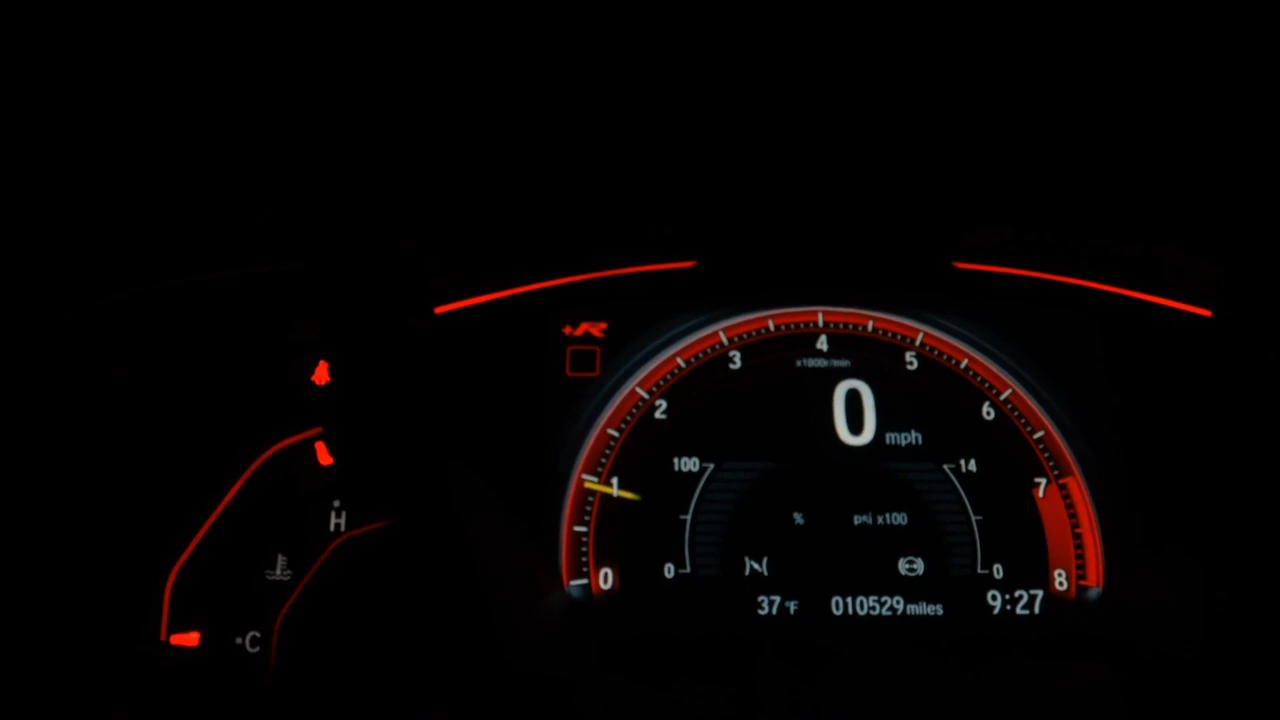 +R
4
3 5
x1000r/min
2 0 mph 6
100 14
1 7
% psi x100
H
0 0 0 8
37 °F 010529 miles 9:27
C